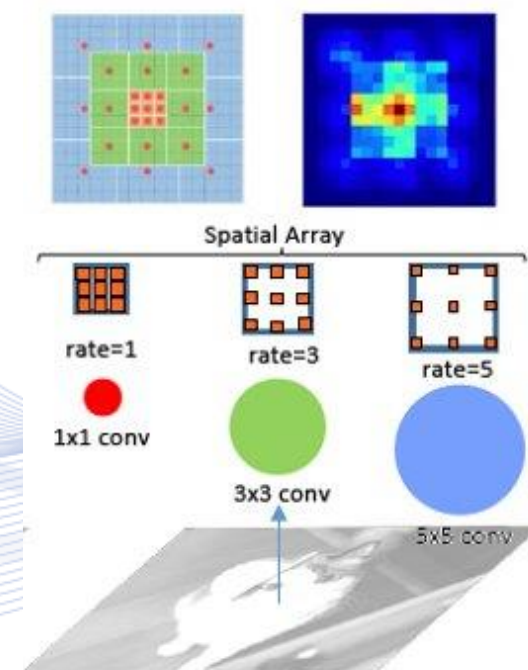 Spatial Array
rate=1
rate=3
rate=5
1x1 conv
3x3 conv
5x5 conv